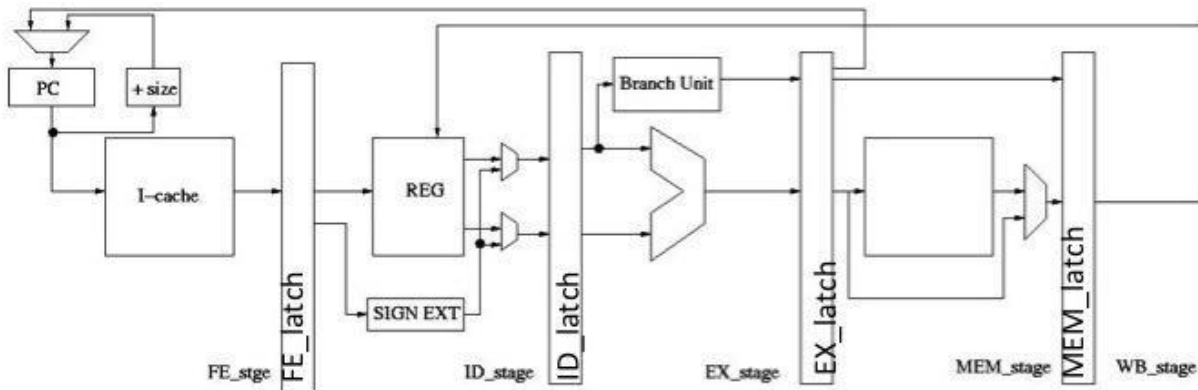 PC
+ size
I-cache
FE_latch
REG
SIGN EXT
ID_latch
Branch Unit
EX_latch
MEM_latch
FE_stge
ID_stage
EX_stage
MEM_stage
WB_stage